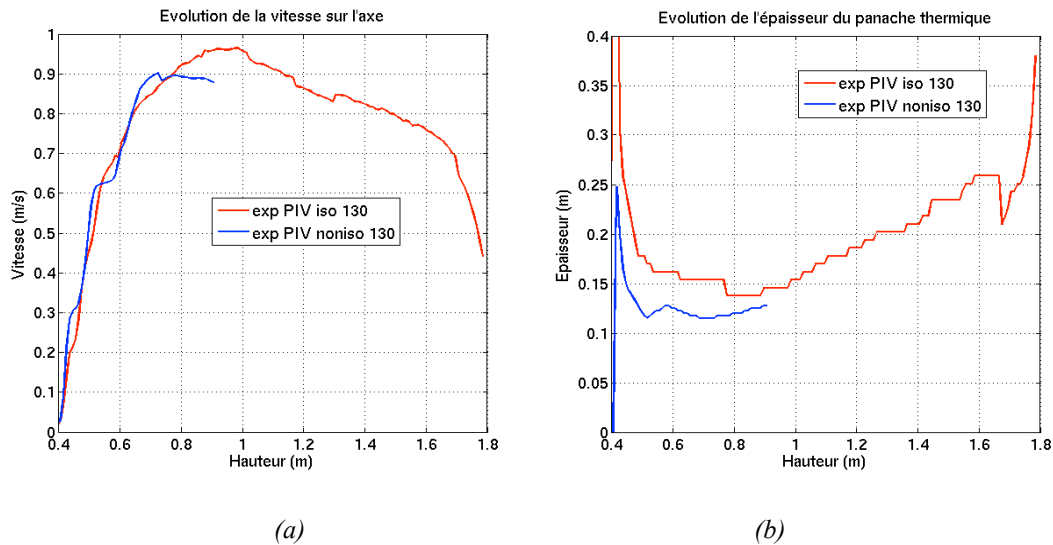 Evolution de la vitesse sur l'axe
1
0.9
0.8
0.7
0.6
0.5
0.4
0.3
0.2
0.1
0
Vitesse (m/s)
exp PIV iso 130
exp PIV noniso 130
0.4 0.6 0.8 1 1.2 1.4 1.6 1.8
Hauteur (m)
(a)
Evolution de l'épaisseur du panache thermique
0.4
0.35
0.3
0.25
0.2
0.15
0.1
0.05
0
Epaisseur (m)
exp PIV iso 130
exp PIV noniso 130
0.4 0.6 0.8 1 1.2 1.4 1.6 1.8
Hauteur (m)
(b)